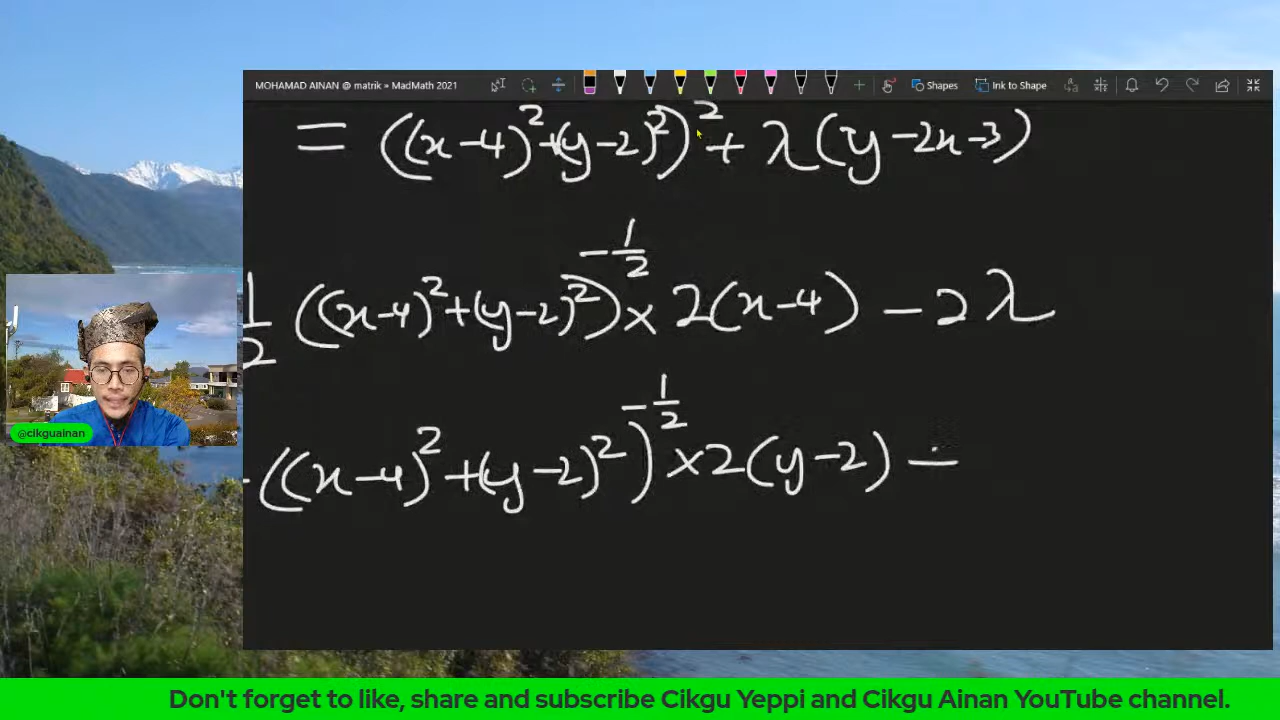 MOHAMAD AINAN @ matrik » MadMath 2021 Shapes Ink to Shape
= ((x-4)²+(y-2)²)² + λ(y-2x-3)
1/2 ((x-4)²+(y-2)²)^(-1/2) × 2(x-4) - 2λ
((x-4)²+(y-2)²)^(-1/2) × 2(y-2) -
@cikguainan
Don't forget to like, share and subscribe Cikgu Yeppi and Cikgu Ainan YouTube channel.